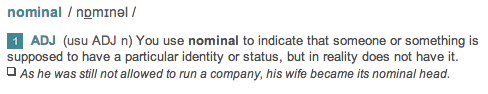 nominal /nɒmɪnəl/
1 ADJ (usu ADJ n) You use nominal to indicate that someone or something is
supposed to have a particular identity or status, but in reality does not have it.
❑ As he was still not allowed to run a company, his wife became its nominal head.